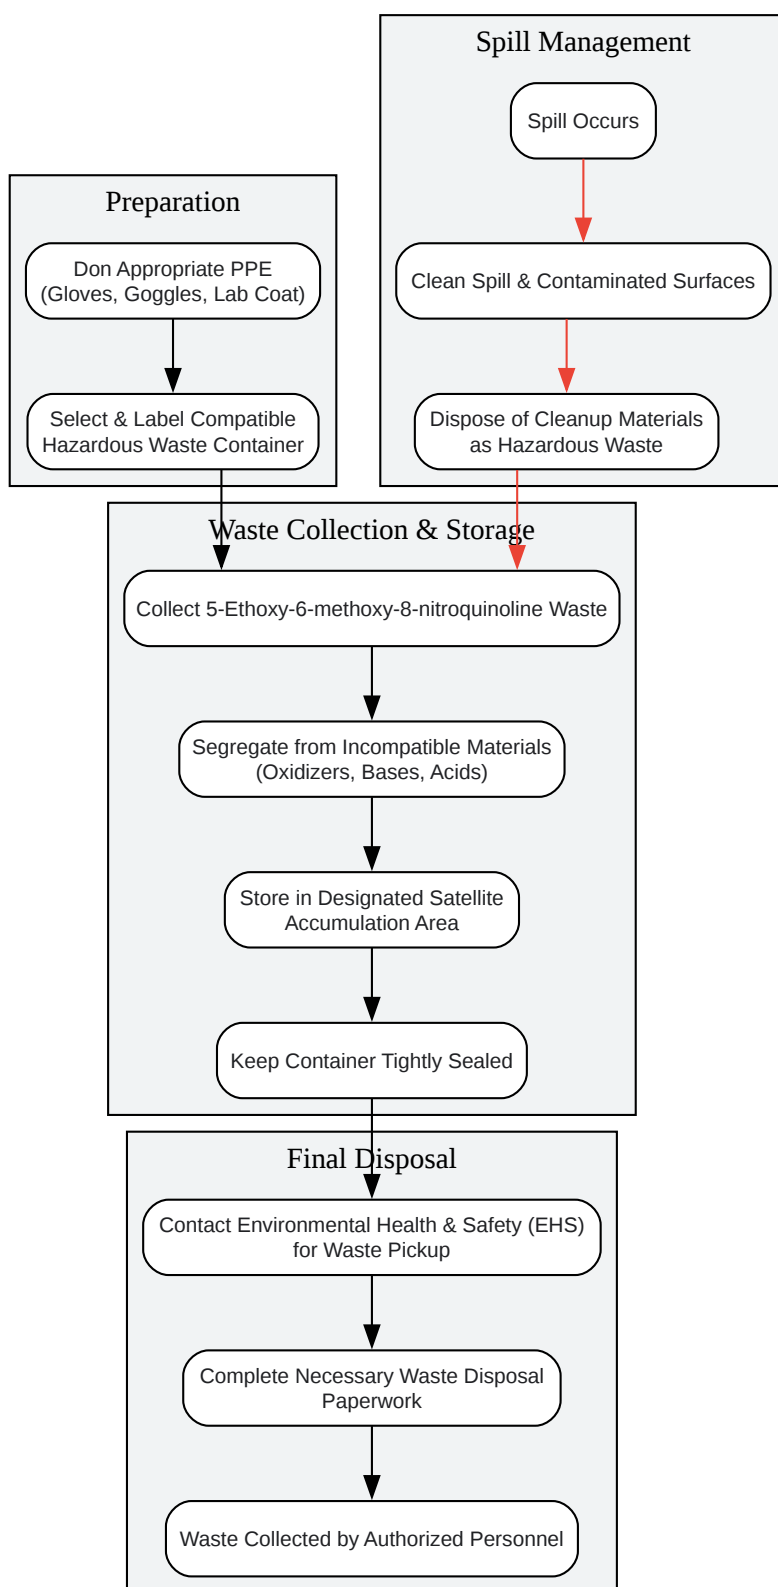 Spill Management
Spill Occurs
Clean Spill & Contaminated Surfaces
Dispose of Cleanup Materials
as Hazardous Waste
Preparation
Don Appropriate PPE
(Gloves, Goggles, Lab Coat)
Select & Label Compatible
Hazardous Waste Container
Waste Collection & Storage
Collect 5-Ethoxy-6-methoxy-8-nitroquinoline Waste
Segregate from Incompatible Materials
(Oxidizers, Bases, Acids)
Store in Designated Satellite
Accumulation Area
Keep Container Tightly Sealed
Final Disposal
Contact Environmental Health & Safety (EHS)
for Waste Pickup
Complete Necessary Waste Disposal
Paperwork
Waste Collected by Authorized Personnel